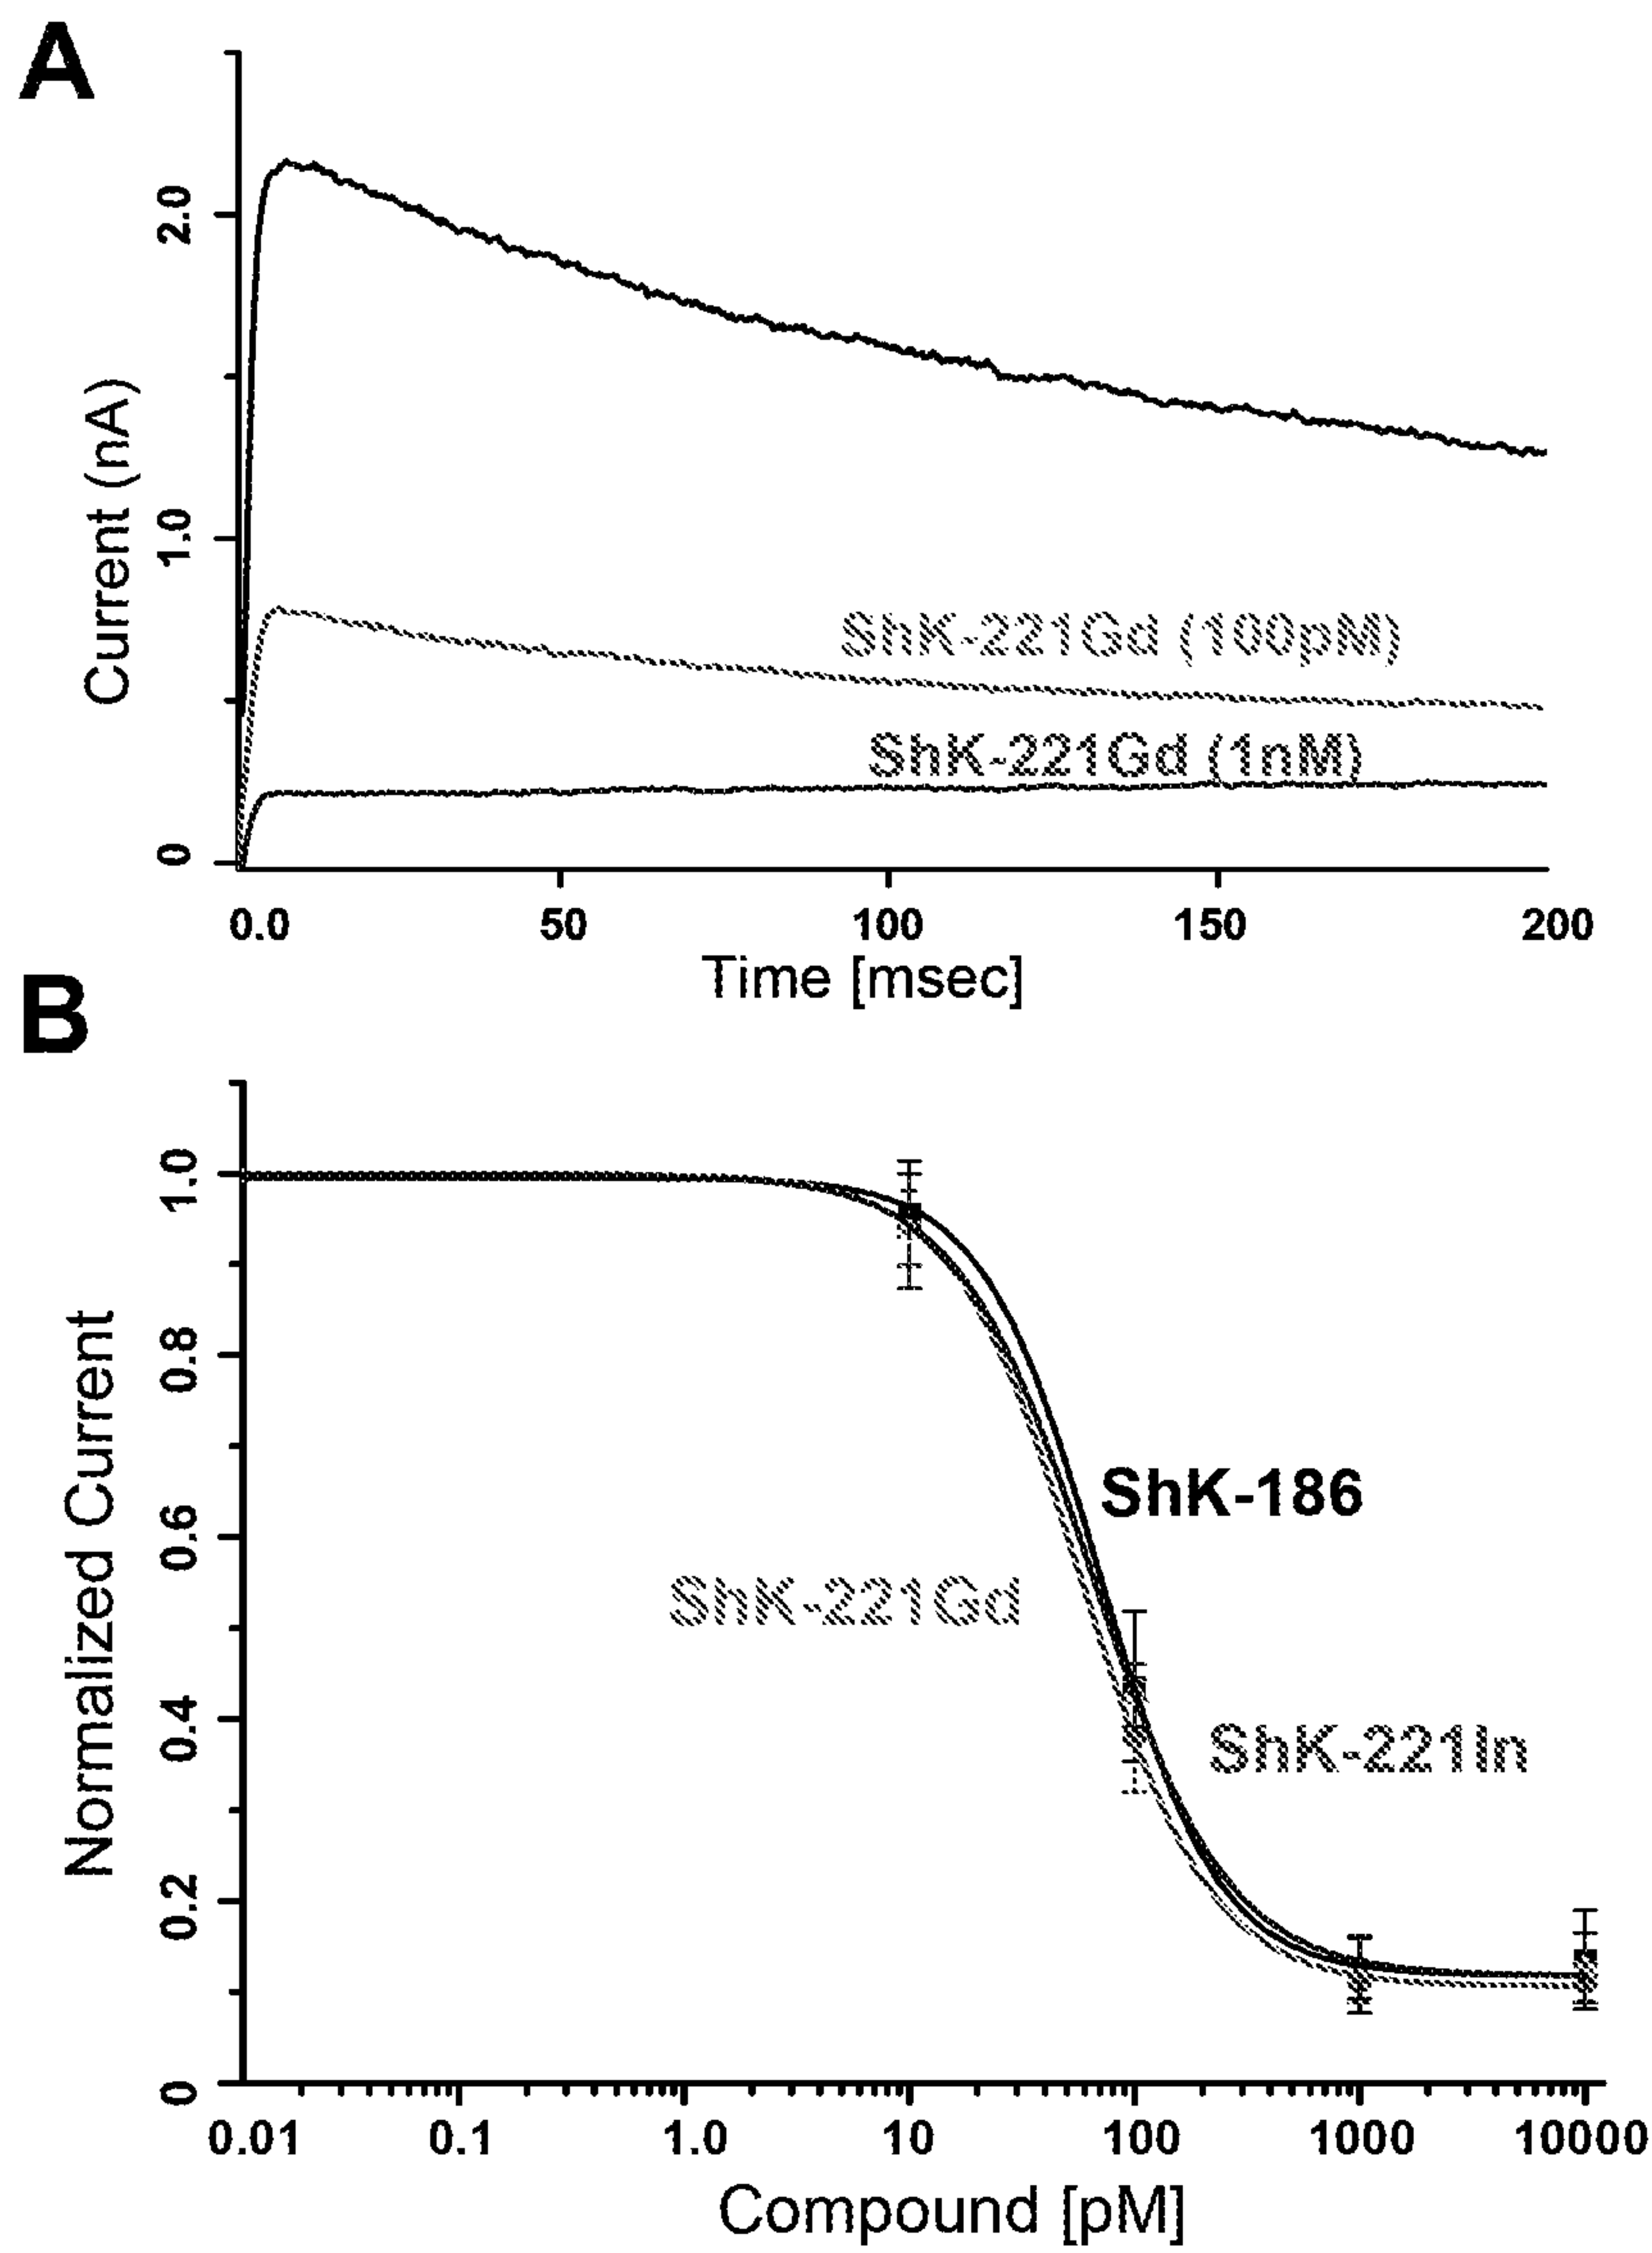 A
Current (nA)
2.0
1.0
0
ShK-221Gd (100pM)
ShK-221Gd (1nM)
0.0 50 100 150 200
Time [msec]
B
Normalized Current
1.0
0.8
0.6
0.4
0.2
0
ShK-186
ShK-221Gd
ShK-221In
0.01 0.1 1.0 10 100 1000 10000
Compound [pM]